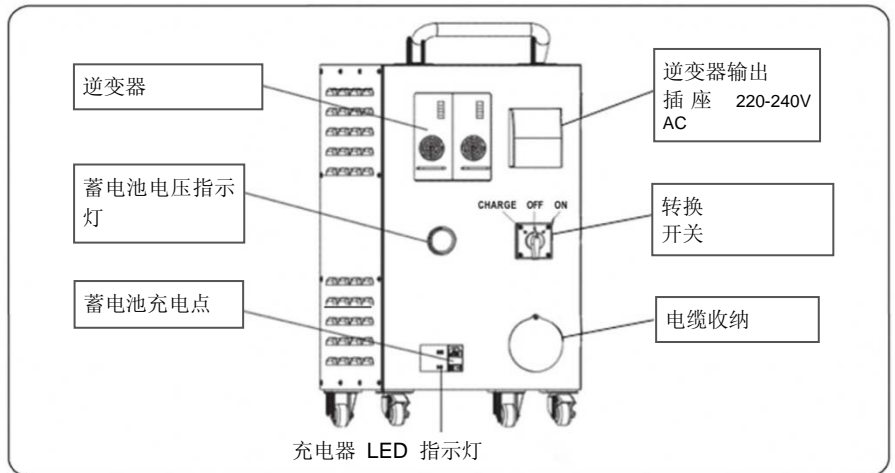 逆变器
蓄电池电压指示
灯
蓄电池充电点
逆变器输出
插座 220-240V
AC
CHARGE OFF ON
转换
开关
电缆收纳
充电器 LED 指示灯